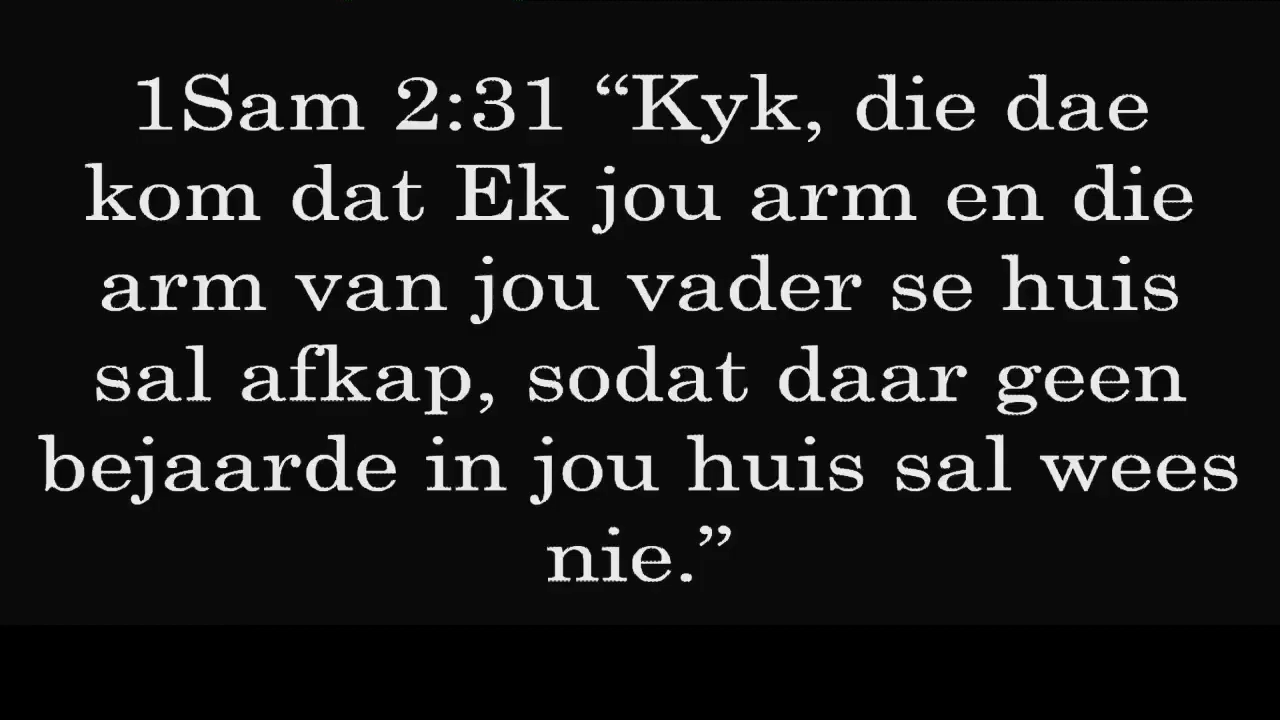 1Sam 2:31 “Kyk, die dae
kom dat Ek jou arm en die
arm van jou vader se huis
sal afkap, sodat daar geen
bejaarde in jou huis sal wees
nie.”